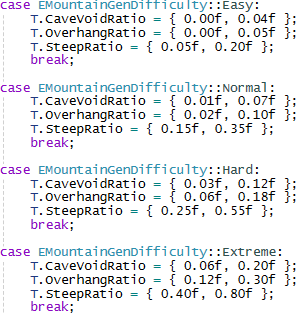 case EMountainGenDifficulty::Easy:
    T.CaveVoidRatio = { 0.00f, 0.04f };
    T.OverhangRatio = { 0.00f, 0.05f };
    T.SteepRatio = { 0.05f, 0.20f };
    break;

case EMountainGenDifficulty::Normal:
    T.CaveVoidRatio = { 0.01f, 0.07f };
    T.OverhangRatio = { 0.02f, 0.10f };
    T.SteepRatio = { 0.15f, 0.35f };
    break;

case EMountainGenDifficulty::Hard:
    T.CaveVoidRatio = { 0.03f, 0.12f };
    T.OverhangRatio = { 0.06f, 0.18f };
    T.SteepRatio = { 0.25f, 0.55f };
    break;

case EMountainGenDifficulty::Extreme:
    T.CaveVoidRatio = { 0.06f, 0.20f };
    T.OverhangRatio = { 0.12f, 0.30f };
    T.SteepRatio = { 0.40f, 0.80f };
    break;